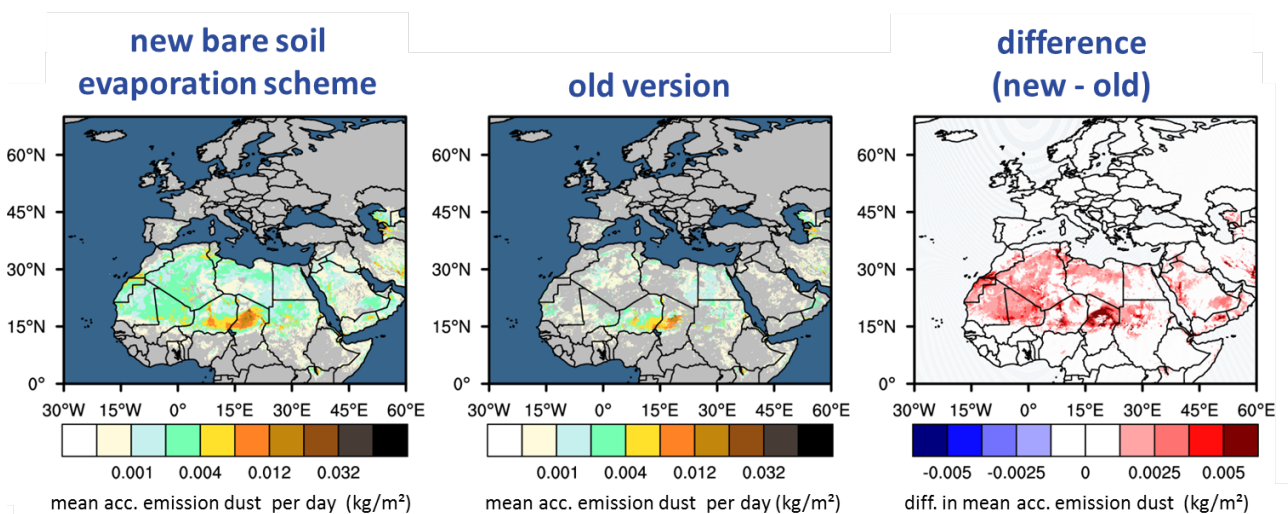 new bare soil
evaporation scheme
old version
difference
(new - old)
60°N
45°N
30°N
15°N
0°
30°W 15°W 0° 15°E 30°E 45°E 60°E
0.001 0.004 0.012 0.032
mean acc. emission dust per day (kg/m²)
60°N
45°N
30°N
15°N
0°
30°W 15°W 0° 15°E 30°E 45°E 60°E
0.001 0.004 0.012 0.032
mean acc. emission dust per day (kg/m²)
60°N
45°N
30°N
15°N
0°
30°W 15°W 0° 15°E 30°E 45°E 60°E
-0.005 -0.0025 0 0.0025 0.005
diff. in mean acc. emission dust (kg/m²)